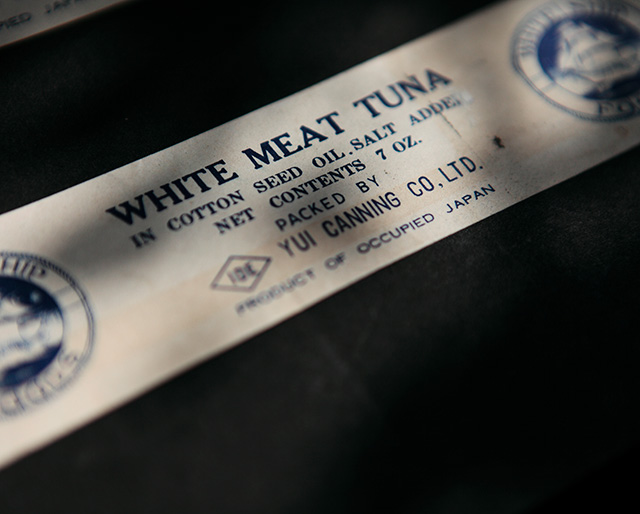 WHITE MEAT TUNA
IN COTTON SEED OIL. SALT ADDED
NET CONTENTS 7 OZ.
PACKED BY
YUI CANNING CO, LTD.
PRODUCT OF OCCUPIED JAPAN